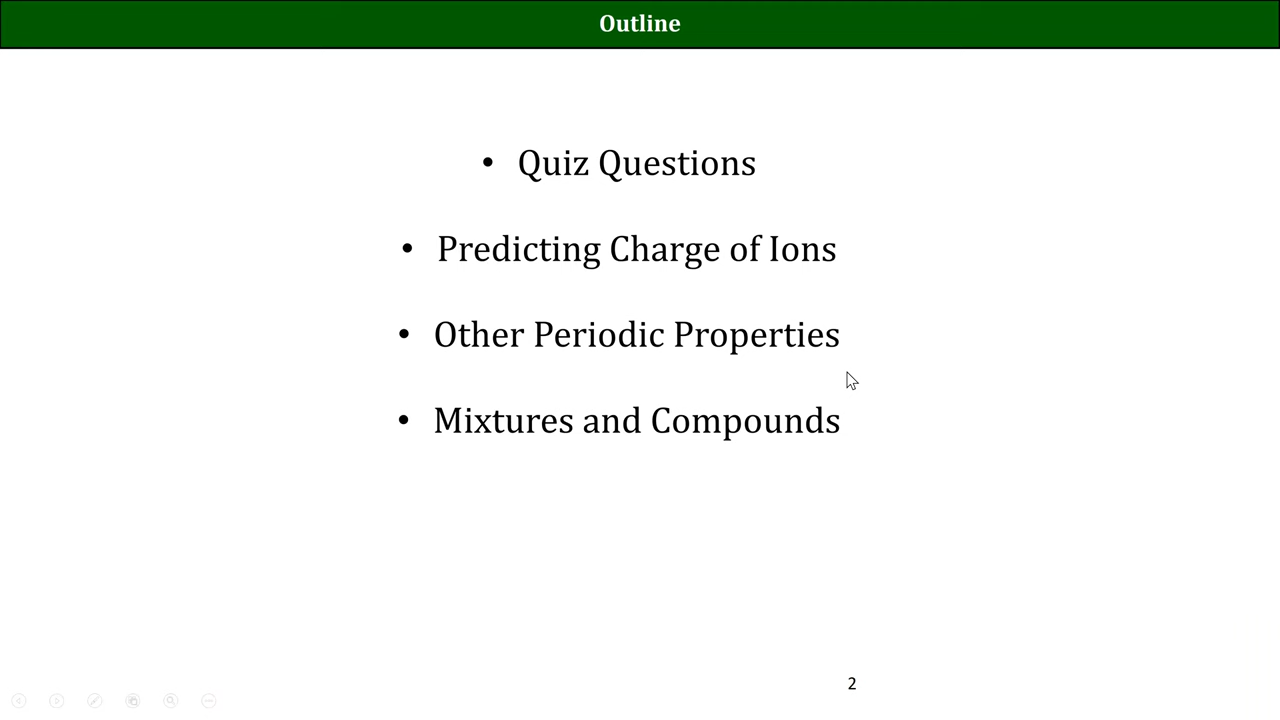 Outline
• Quiz Questions
• Predicting Charge of Ions
• Other Periodic Properties
• Mixtures and Compounds
2